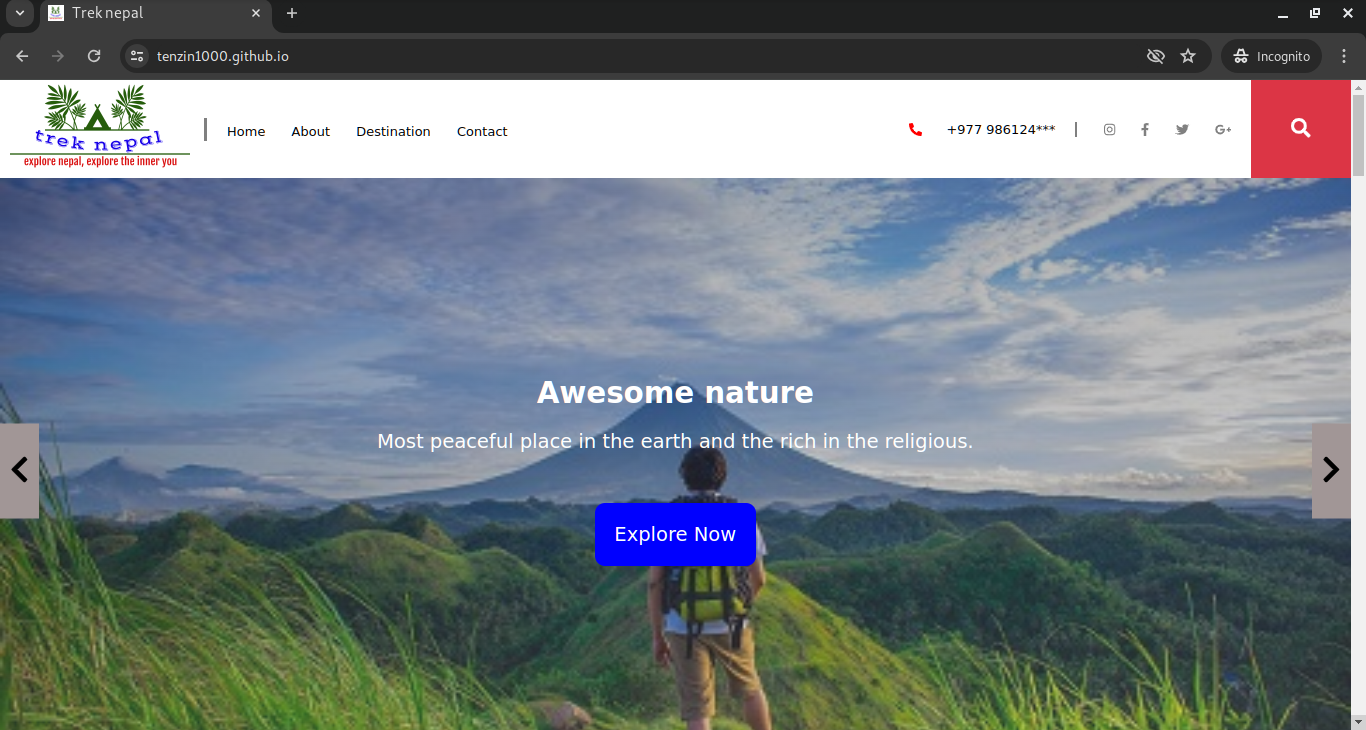 Trek nepal
tenzin1000.github.io
Incognito
trek nepal
explore nepal, explore the inner you
Home About Destination Contact
+977 986124***
Awesome nature
Most peaceful place in the earth and the rich in the religious.
Explore Now